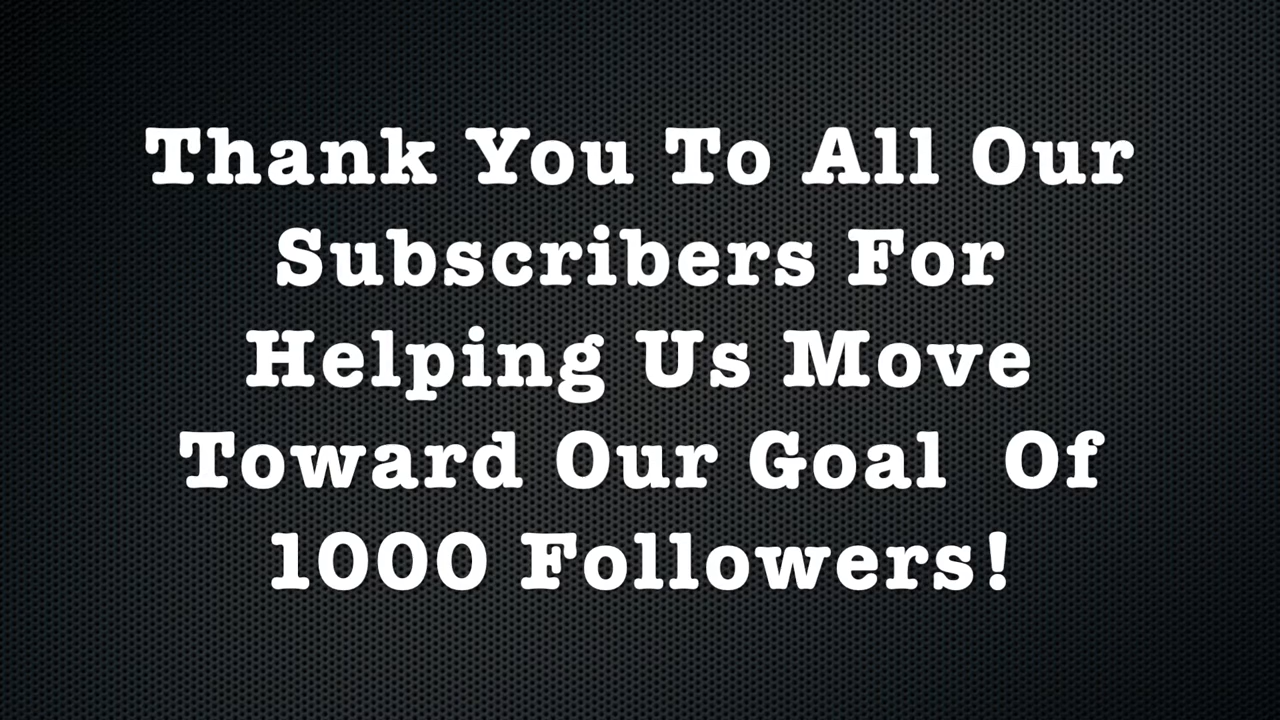 Thank You To All Our
Subscribers For
Helping Us Move
Toward Our Goal  Of
1000 Followers!